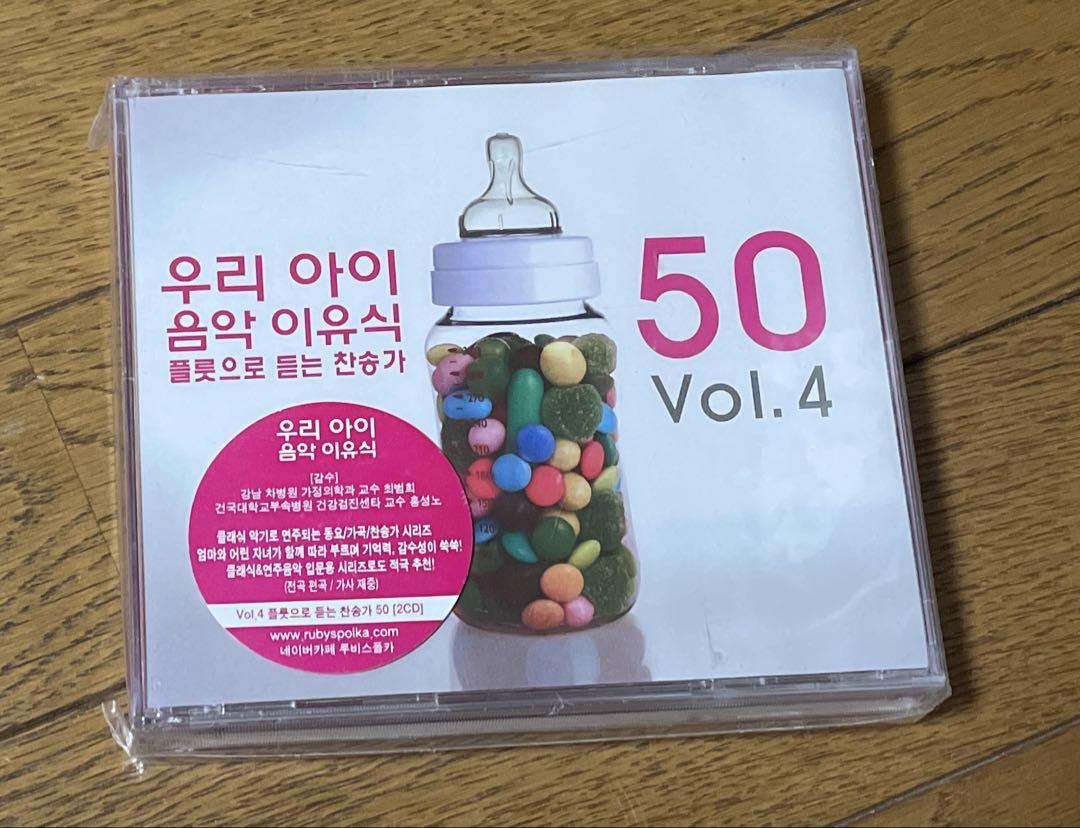 우리 아이
음악 이유식
플룻으로 듣는 찬송가
50
Vol. 4
우리 아이
음악 이유식
[감수]
강남 차병원 가정의학과 교수 최범희
건국대학교부속병원 건강검진센타 교수 홍성노
클래식 악기로 연주되는 동요/가곡/찬송가 시리즈
엄마와 어린 자녀가 함께 따라 부르며 기억력, 감수성이 쑥쑥!
클래식&연주음악 입문용 시리즈로도 적극 추천!
(전곡 편곡 / 가사 재중)
Vol.4 플룻으로 듣는 찬송가 50 [2CD]
www.rubyspolka.com
네이버카페 루비스폴카
270
120